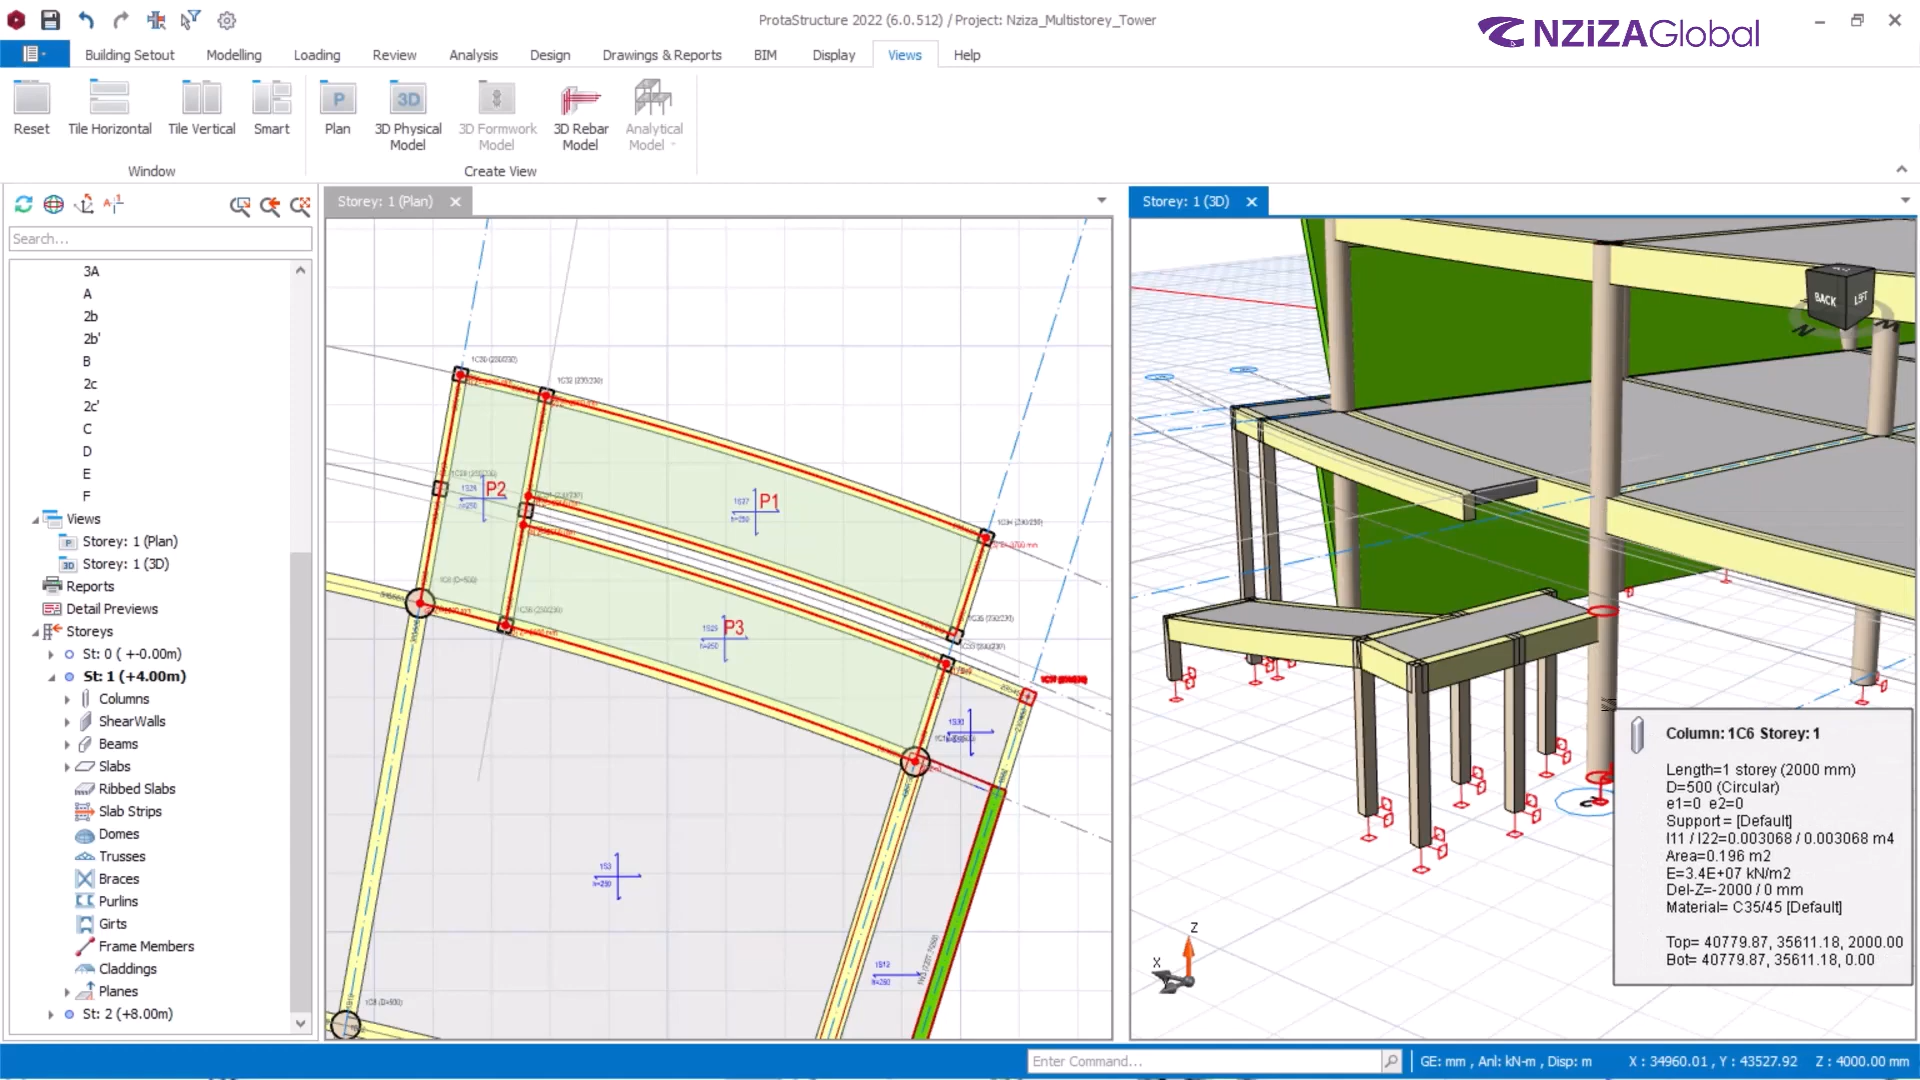 ProtaStructure 2022 (6.0.512) / Project: Nziza_Multistorey_Tower
NZiZAGlobal
Building Setout
Modelling
Loading
Review
Analysis
Design
Drawings & Reports
BIM
Display
Views
Help
Reset
Tile Horizontal
Tile Vertical
Smart
Plan
3D Physical
Model
3D Formwork
Model
3D Rebar
Model
Analytical
Model
Window
Create View
Search...
3A
A
2b
2b'
B
2c
2c'
C
D
E
F
Views
Storey: 1 (Plan)
Storey: 1 (3D)
Reports
Detail Previews
Storeys
St: 0 ( +-0.00m)
St: 1 (+4.00m)
Columns
ShearWalls
Beams
Slabs
Ribbed Slabs
Slab Strips
Domes
Trusses
Braces
Purlins
Girts
Frame Members
Claddings
Planes
St: 2 (+8.00m)
Storey: 1 (Plan)
P2
P1
P3
1S3
Storey: 1 (3D)
BACK
LEFT
Column: 1C6 Storey: 1
Length=1 storey (2000 mm)
D=500 (Circular)
e1=0 e2=0
Support = [Default]
I11 / I22=0.003068 / 0.003068 m4
Area=0.196 m2
E=3.4E+07 kN/m2
Del-Z=-2000 / 0 mm
Material= C35/45 [Default]
Top= 40779.87, 35611.18, 2000.00
Bot= 40779.87, 35611.18, 0.00
Z
X
Enter Command...
GE: mm , Anl: kN-m , Disp: m
X : 34960.01 , Y : 43527.92
Z : 4000.00 mm